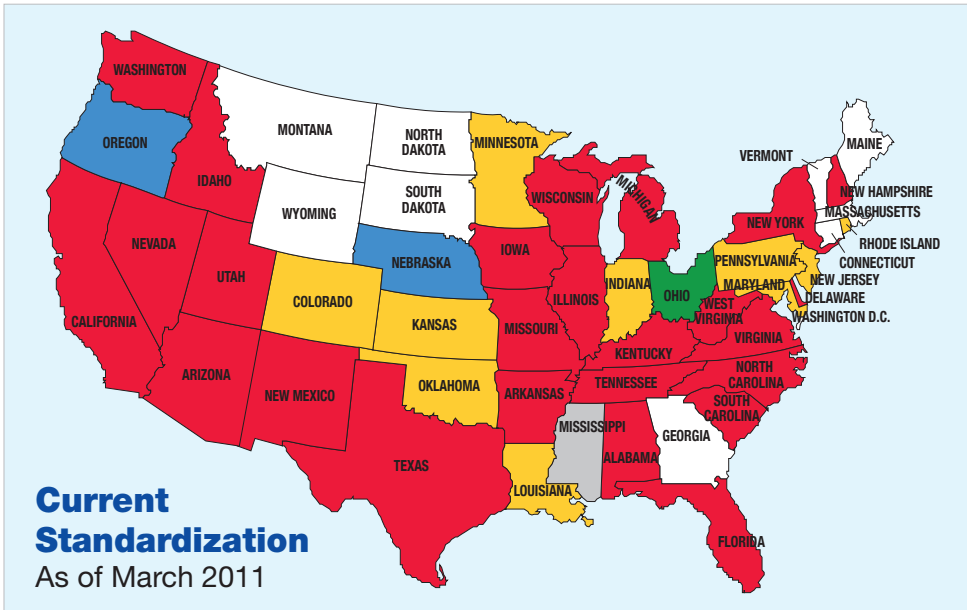 WASHINGTON
OREGON
IDAHO
MONTANA
NORTH
DAKOTA
SOUTH
DAKOTA
WYOMING
MINNESOTA
WISCONSIN
MICHIGAN
VERMONT
MAINE
NEW HAMPSHIRE
MASSACHUSETTS
NEW YORK
RHODE ISLAND
CONNECTICUT
PENNSYLVANIA
NEW JERSEY
MARYLAND
DELAWARE
WASHINGTON D.C.
NEVADA
UTAH
CALIFORNIA
COLORADO
NEBRASKA
IOWA
KANSAS
MISSOURI
ILLINOIS
INDIANA
OHIO
WEST
VIRGINIA
VIRGINIA
KENTUCKY
NORTH
CAROLINA
TENNESSEE
SOUTH
CAROLINA
ARIZONA
NEW MEXICO
OKLAHOMA
ARKANSAS
TEXAS
LOUISIANA
MISSISSIPPI
ALABAMA
GEORGIA
FLORIDA
Current
Standardization
As of March 2011